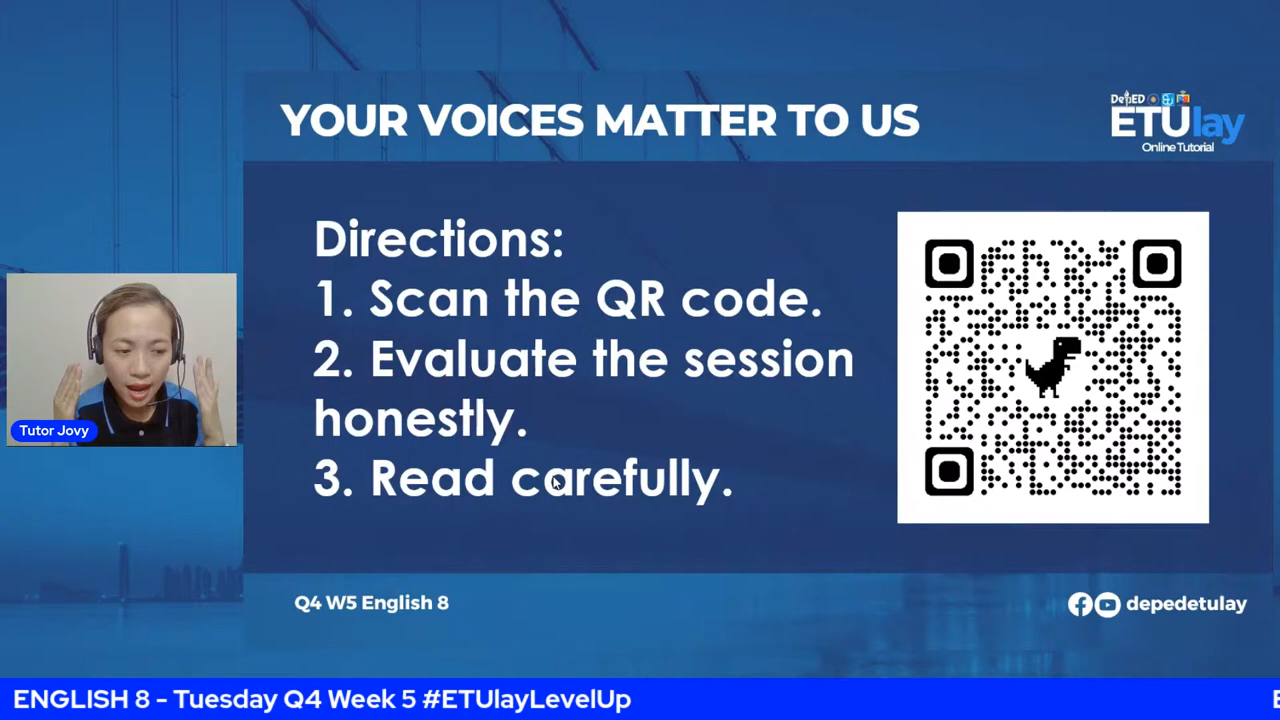 YOUR VOICES MATTER TO US
DepED
ETUlay
Online Tutorial
Directions:
1. Scan the QR code.
2. Evaluate the session
honestly.
3. Read carefully.
Tutor Jovy
Q4 W5 English 8
depedetulay
ENGLISH 8 - Tuesday Q4 Week 5 #ETUlayLevelUp